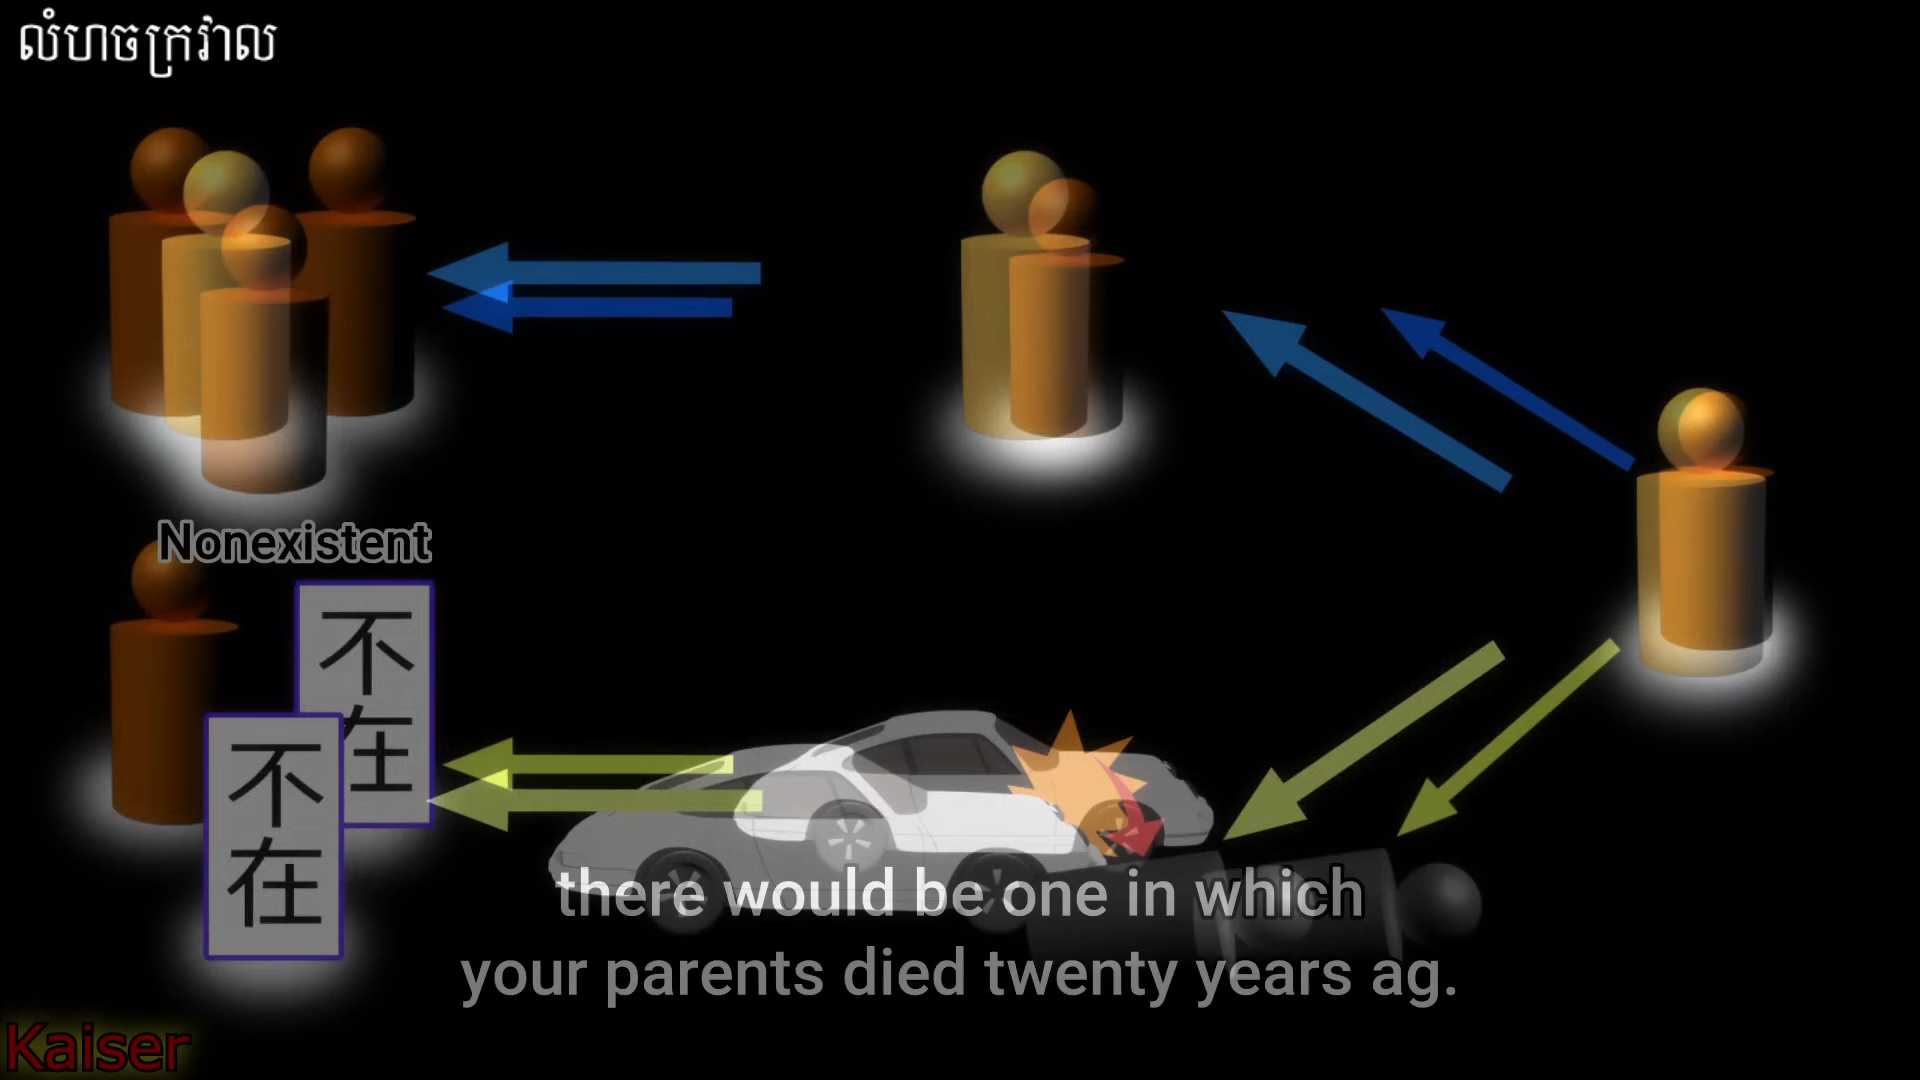 លំហចក្រវាល
Nonexistent
不在
不在
there would be one in which
your parents died twenty years ag.
Kaiser